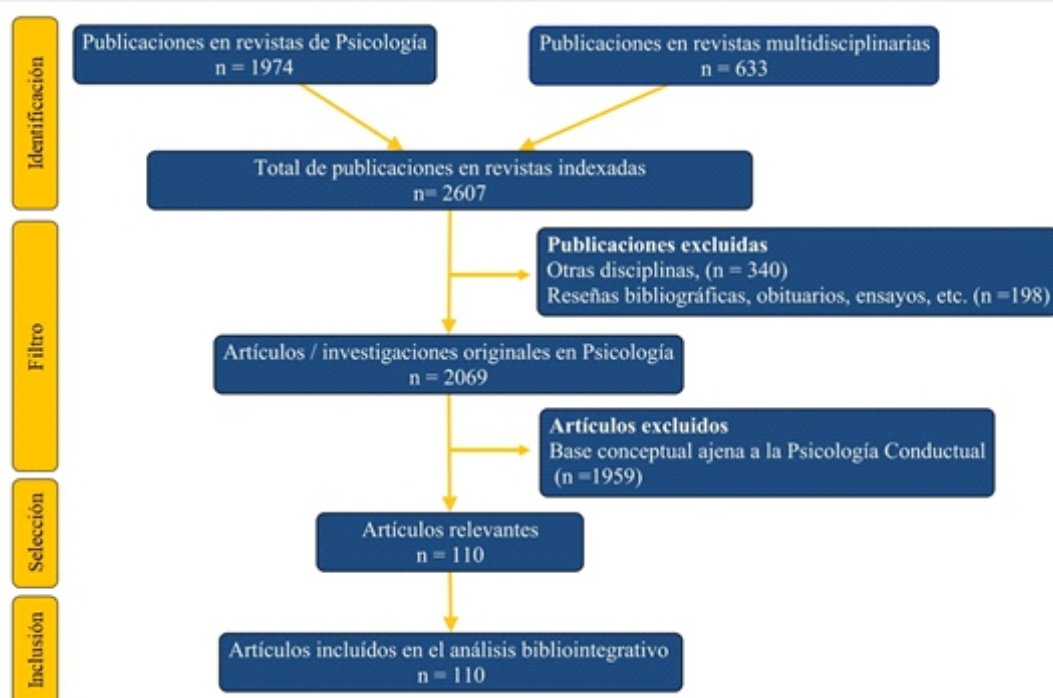 Identificación
Publicaciones en revistas de Psicología
n = 1974
Publicaciones en revistas multidisciplinarias
n = 633
Total de publicaciones en revistas indexadas
n= 2607
Filtro
Publicaciones excluidas
Otras disciplinas, (n = 340)
Reseñas bibliográficas, obituarios, ensayos, etc. (n =198)
Artículos / investigaciones originales en Psicología
n = 2069
Artículos excluidos
Base conceptual ajena a la Psicología Conductual
(n =1959)
Selección
Artículos relevantes
n = 110
Inclusión
Artículos incluídos en el análisis bibliointegrativo
n = 110